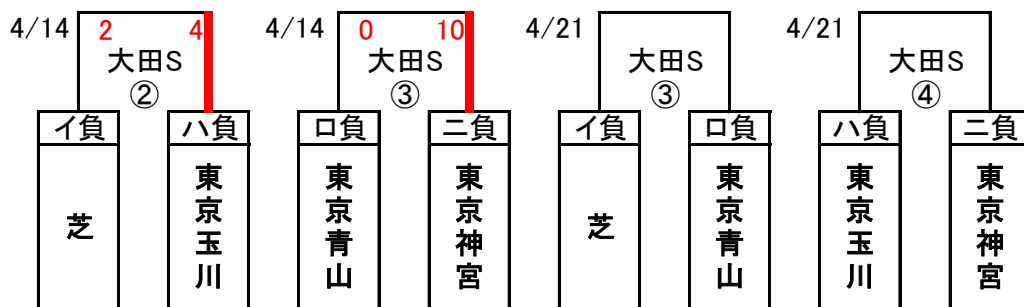 4/14 2 4 4/14 0 10 4/21 4/21
大田S 大田S 大田S 大田S
② ③ ③ ④
イ負 ハ負 ロ負 ニ負 イ負 ロ負 ハ負 ニ負
芝
東京玉川
東京青山
東京神宮
芝
東京青山
東京玉川
東京神宮